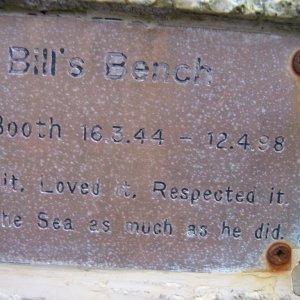 Bill's Bench
Booth 16.3.44 - 12.4.98
it. Loved it. Respected it.
the Sea as much as he did.